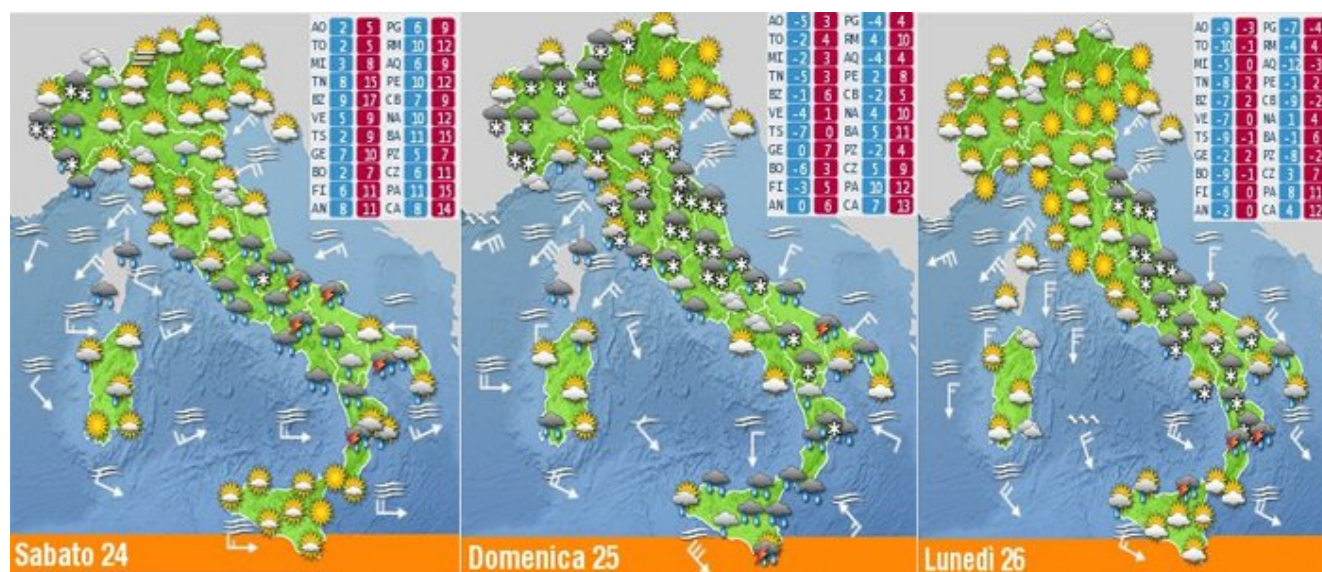 AO 2 5 PG 6 9
TO 2 5 RM 10 12
MI 3 8 AQ 6 9
TN 8 15 PE 10 12
BZ 9 17 CB 7 9
VE 5 9 NA 10 12
TS 2 9 BA 11 15
GE 7 10 PZ 5 7
BO 2 7 CZ 6 11
FI 6 11 PA 11 15
AN 8 11 CA 8 14
Sabato 24
AO -5 3 PG -4 4
TO -2 4 RM 4 10
MI -2 3 AQ -4 4
TN -5 3 PE 2 8
BZ -1 6 CB -2 5
VE -4 1 NA 4 10
TS -7 0 BA 5 11
GE 0 7 PZ -2 4
BO -6 3 CZ 5 9
FI -3 5 PA 10 12
AN 0 6 CA 7 13
Domenica 25
AO -9 -3 PG -7 -4
TO -10 -1 RM -4 4
MI -5 0 AQ -12 -3
TN -8 2 PE -1 2
BZ -7 2 CB -9 -2
VE -7 0 NA 1 4
TS -9 -1 BA -1 6
GE -2 2 PZ -8 -2
BO -9 -1 CZ 3 7
FI -6 0 PA 8 11
AN -2 0 CA 4 12
Lunedì 26